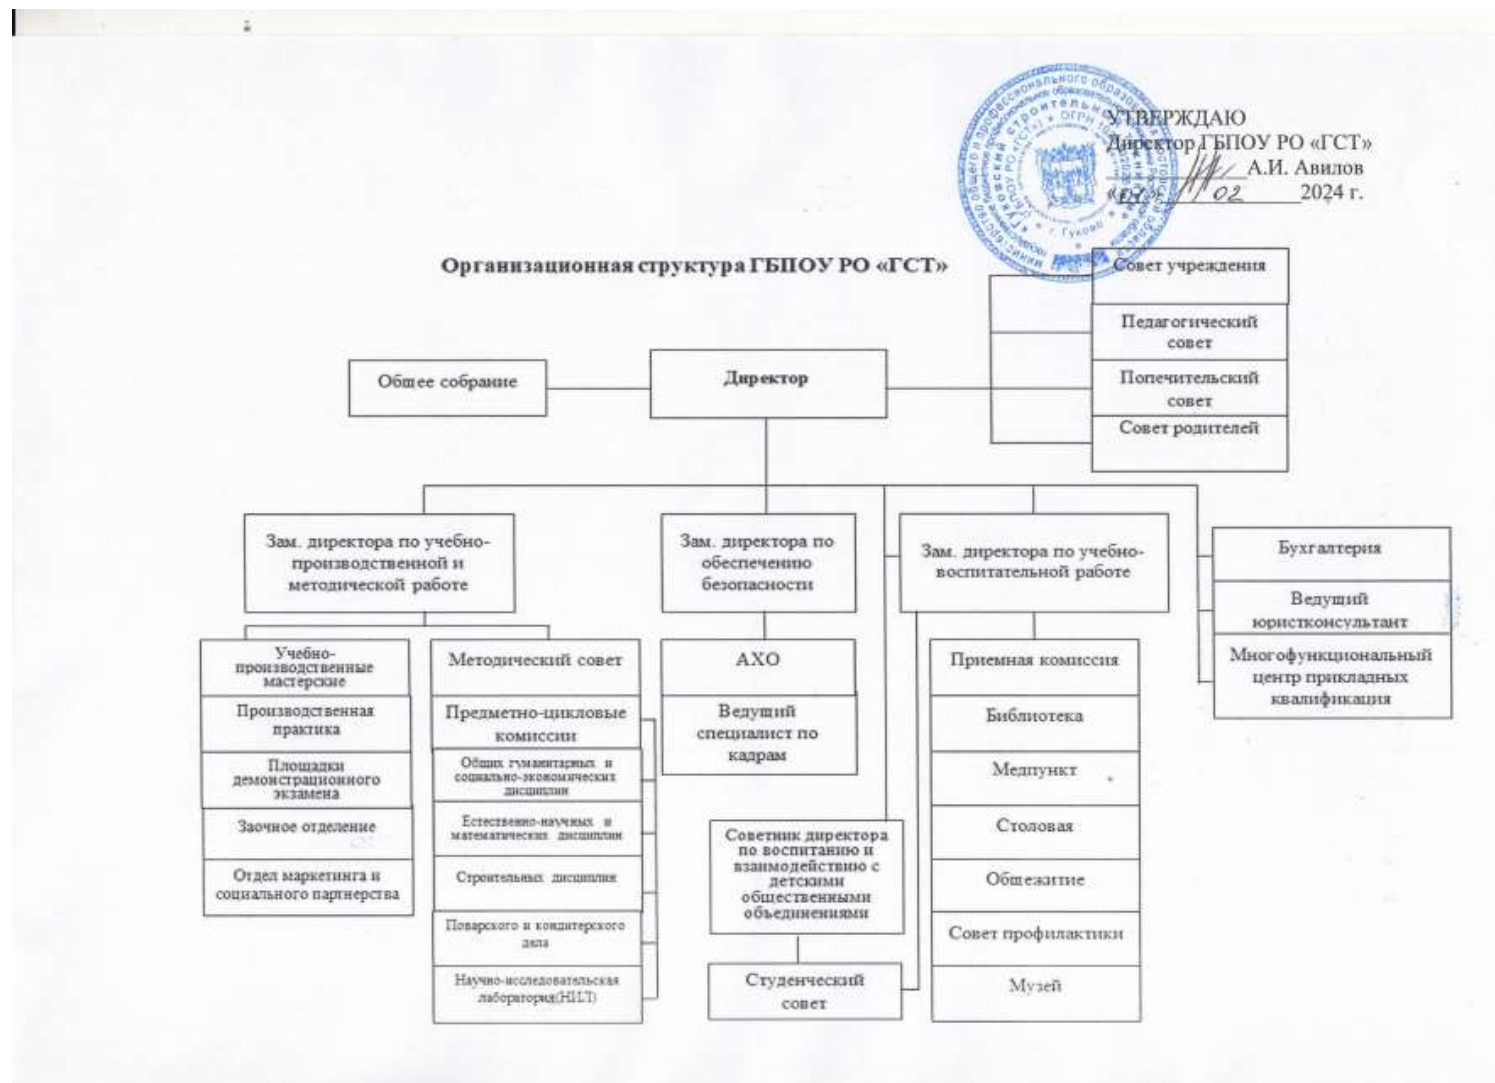 УТВЕРЖДАЮ
Директор ГБПОУ РО «ГСТ»
А.И. Авилов
02 2024 г.
Организационная структура ГБПОУ РО «ГСТ»
Совет учреждения
Педагогический
совет
Попечительский
совет
Совет родителей
Общее собрание
Директор
Зам. директора по учебно-
производственной и
методической работе
Зам. директора по
обеспечению
безопасности
Зам. директора по учебно-
воспитательной работе
Бухгалтерия
Ведущий
юристконсультант
Многофункциональный
центр прикладных
квалификация
Учебно-
производственные
мастерские
Производственная
практика
Площадки
демонстрационного
экзамена
Заочное отделение
Отдел маркетинга и
социального партнерства
Методический совет
Предметно-цикловые
комиссии
Общих гуманитарных и
социально-экономических
дисциплин
Естественно-научных и
математических дисциплин
Строительных дисциплин
Поварского и кондитерского
дела
Научно-исследовательская
лаборатория(НИЛ)
АХО
Ведущий
специалист по
кадрам
Советник директора
по воспитанию и
взаимодействию с
детскими
общественными
объединениями
Студенческий
совет
Приемная комиссия
Библиотека
Медпункт
Столовая
Общежитие
Совет профилактики
Музей